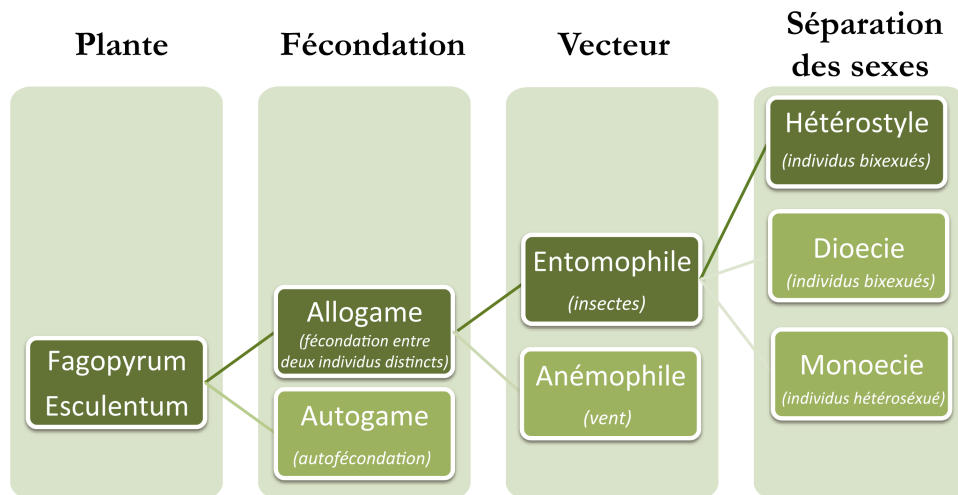 Plante
Fécondation
Vecteur
Séparation
des sexes
Fagopyrum
Esculentum
Allogame
(fécondation entre
deux individus distincts)
Autogame
(autofécondation)
Entomophile
(insectes)
Anémophile
(vent)
Hétérostyle
(individus bixexués)
Dioecie
(individus bixexués)
Monoecie
(individus hétéroséxué)